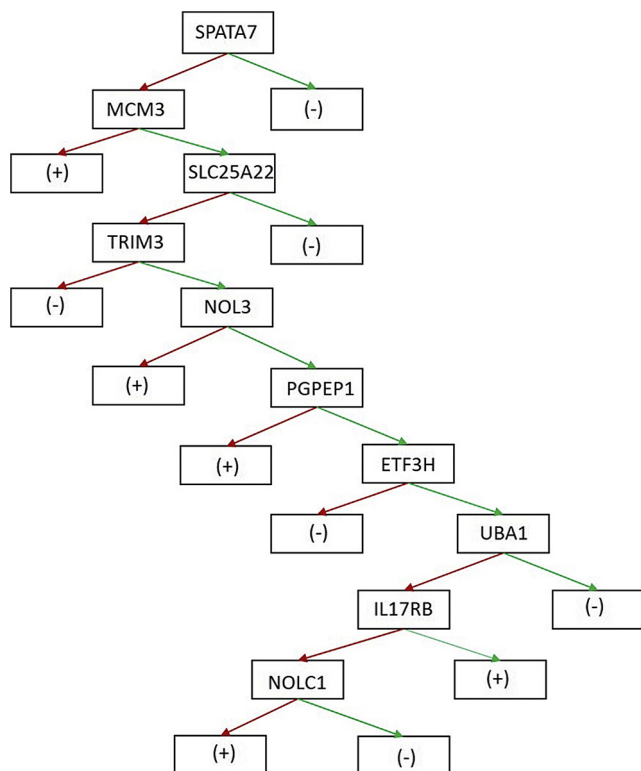 SPATA7
MCM3
(-)
(+)
SLC25A22
TRIM3
(-)
(-)
NOL3
(+)
PGPEP1
(+)
ETF3H
(-)
UBA1
IL17RB
(-)
NOLC1
(+)
(+)
(-)